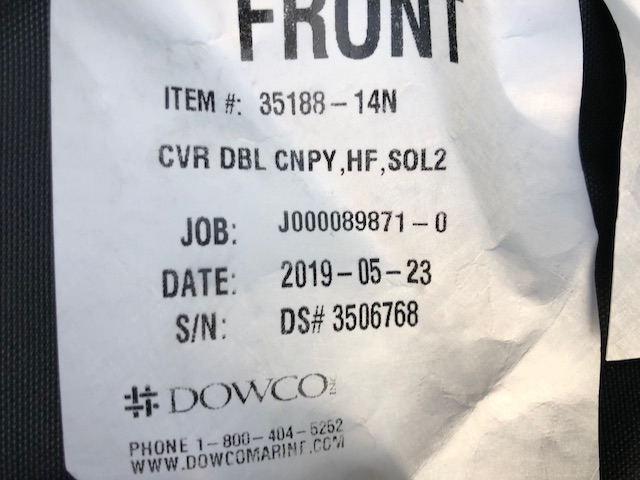 FRONT
ITEM #: 35188-14N
CVR DBL CNPY,HF,SOL2
JOB: J000089871-0
DATE: 2019-05-23
S/N: DS# 3506768
DOWCO INC
PHONE 1-800-404-5252
WWW.DOWCOMARINE.COM